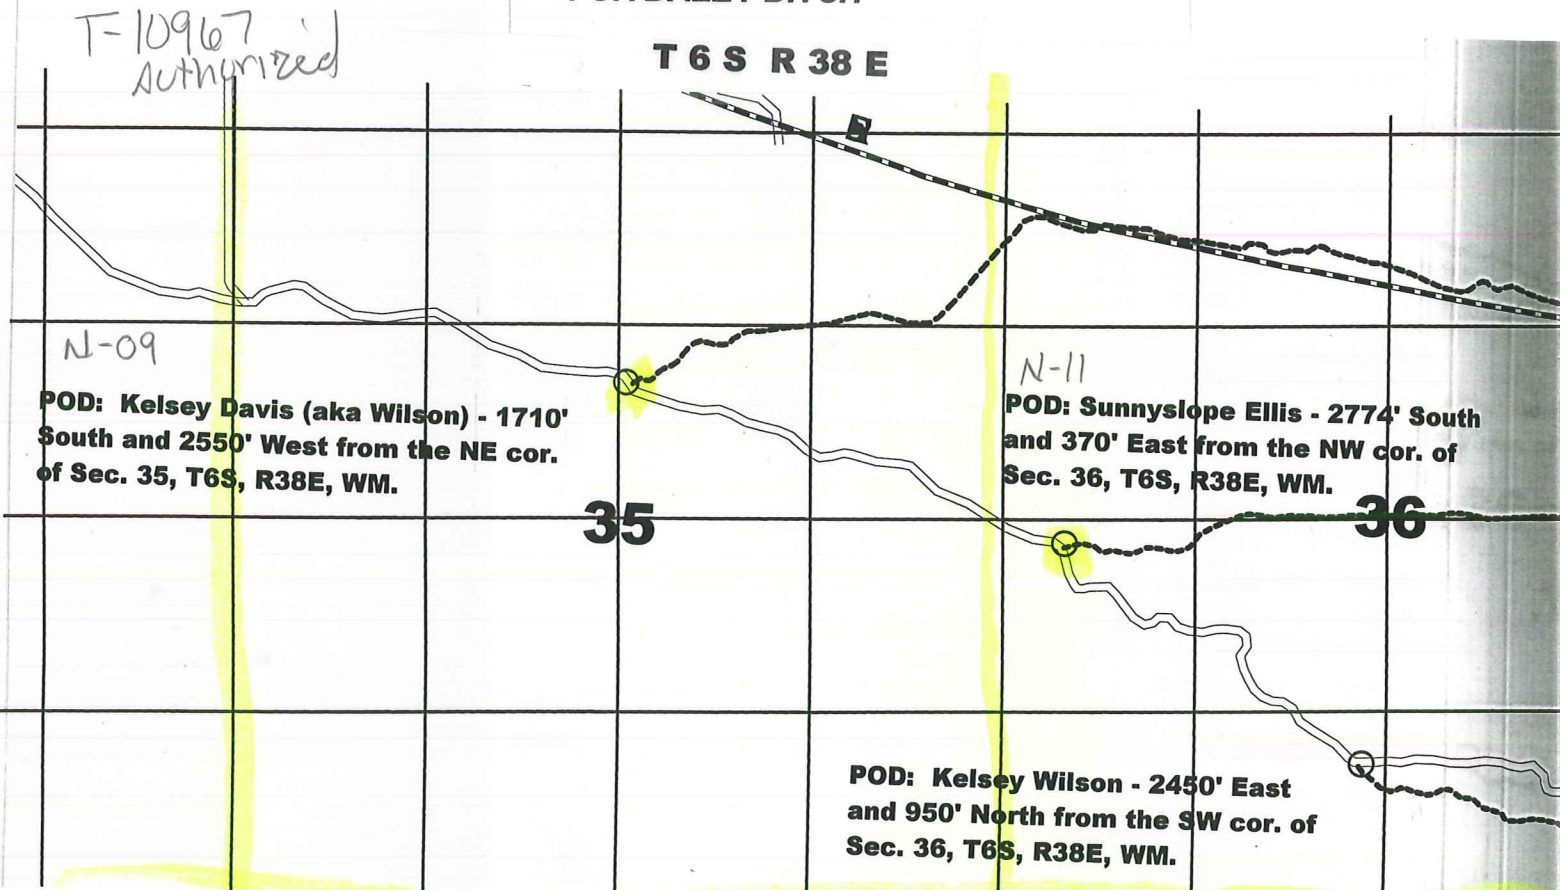 T-10967
Authorized
T 6 S R 38 E
N-09
POD: Kelsey Davis (aka Wilson) - 1710'
South and 2550' West from the NE cor.
of Sec. 35, T6S, R38E, WM.
N-11
POD: Sunnyslope Ellis - 2774' South
and 370' East from the NW cor. of
Sec. 36, T6S, R38E, WM.
35
36
POD: Kelsey Wilson - 2450' East
and 950' North from the SW cor. of
Sec. 36, T6S, R38E, WM.